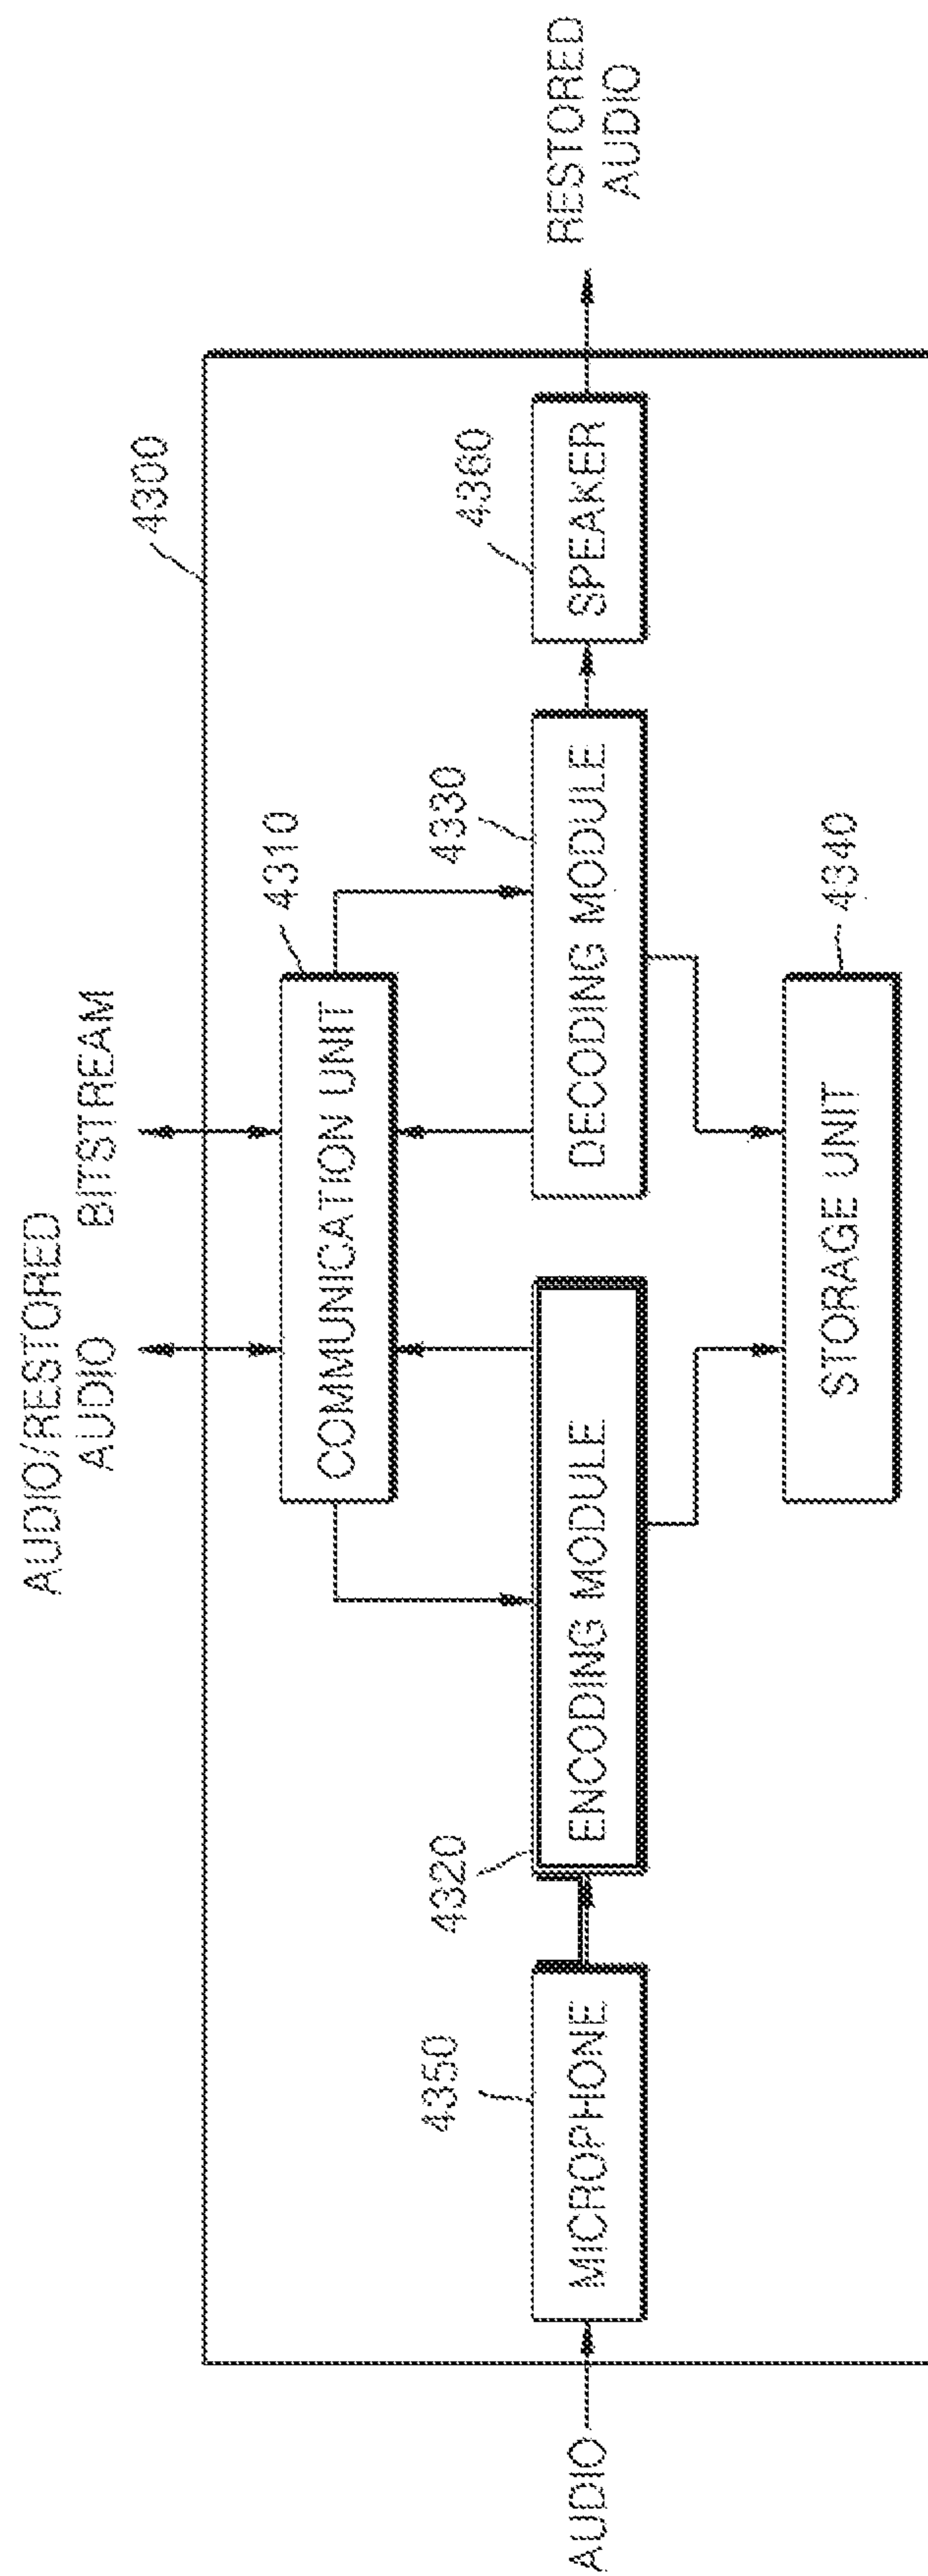 AUDIO/RESTORED
AUDIO
BITSTREAM
4300
4310
COMMUNICATION UNIT
4350
4320
4330
4360
AUDIO
MICROPHONE
ENCODING MODULE
DECODING MODULE
SPEAKER
RESTORED
AUDIO
4340
STORAGE UNIT